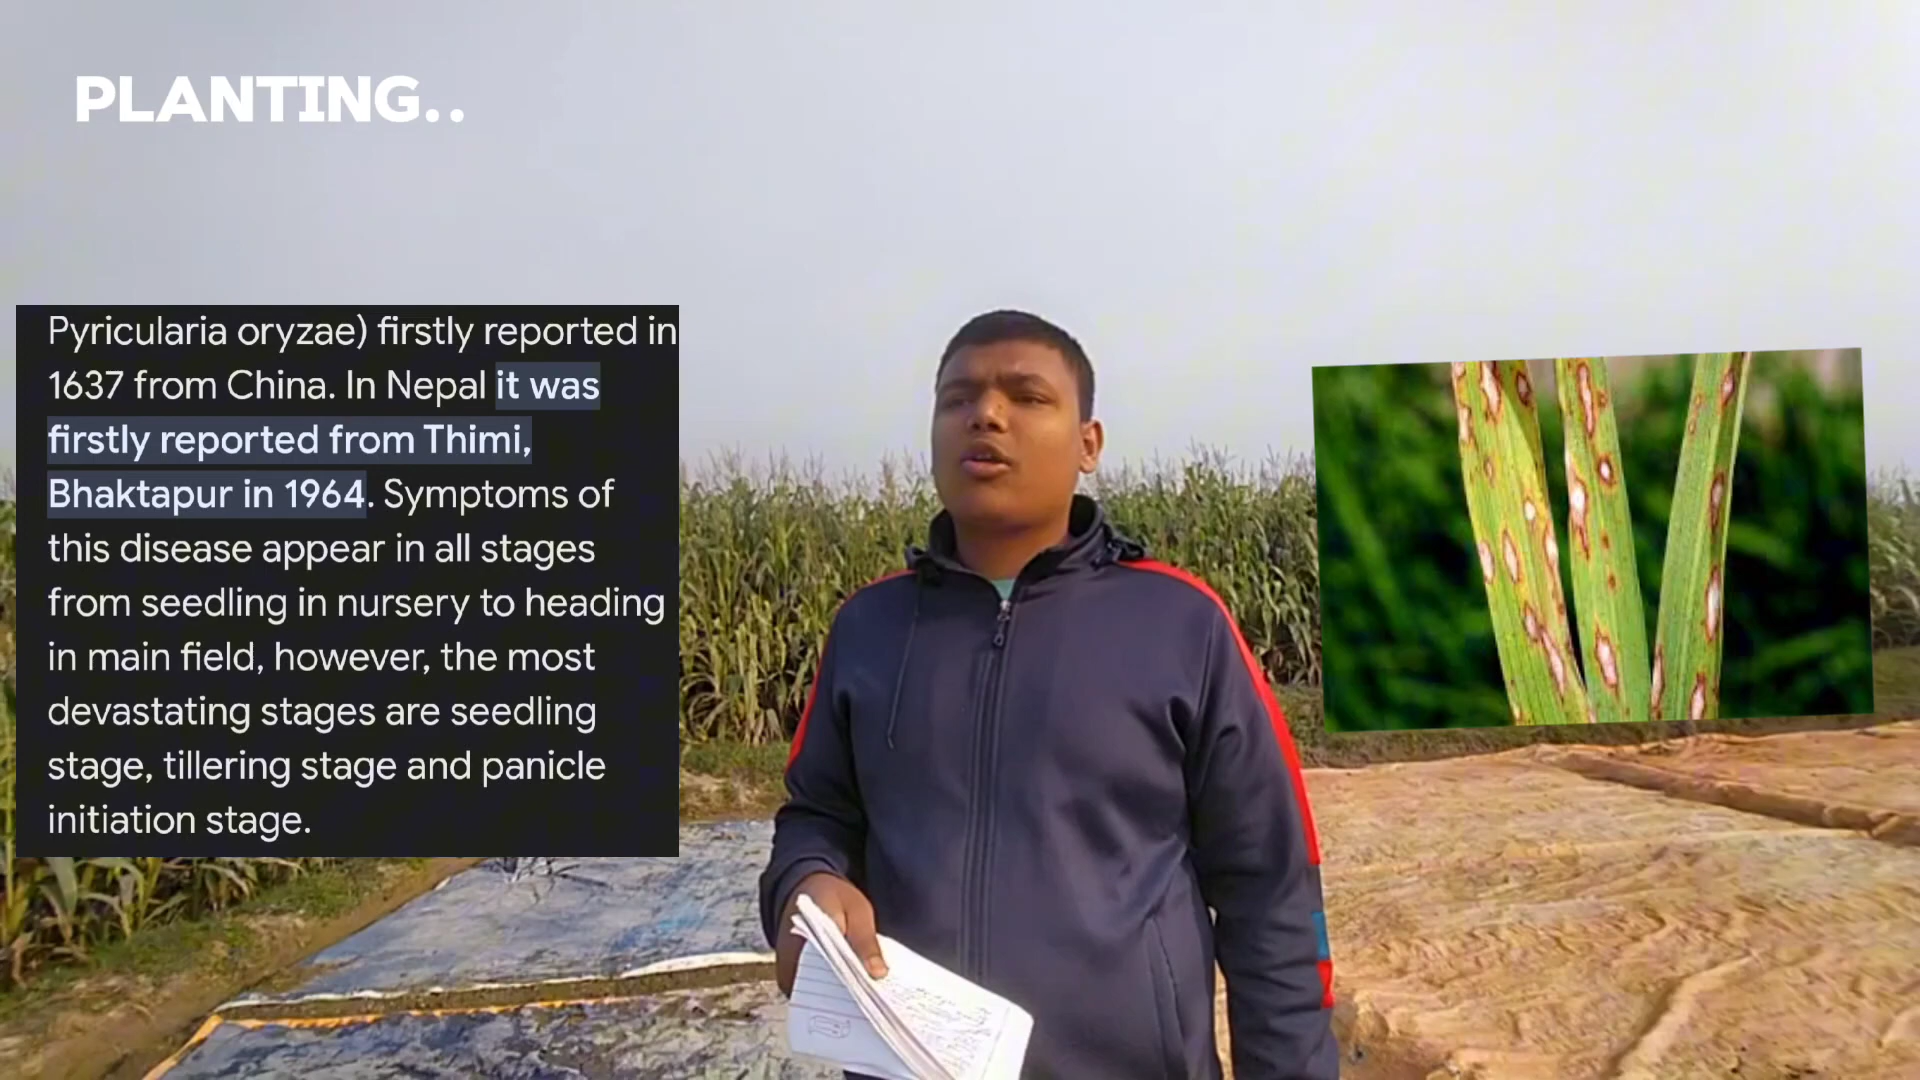 PLANTING..
Pyricularia oryzae) firstly reported in
1637 from China. In Nepal it was
firstly reported from Thimi,
Bhaktapur in 1964. Symptoms of
this disease appear in all stages
from seedling in nursery to heading
in main field, however, the most
devastating stages are seedling
stage, tillering stage and panicle
initiation stage.